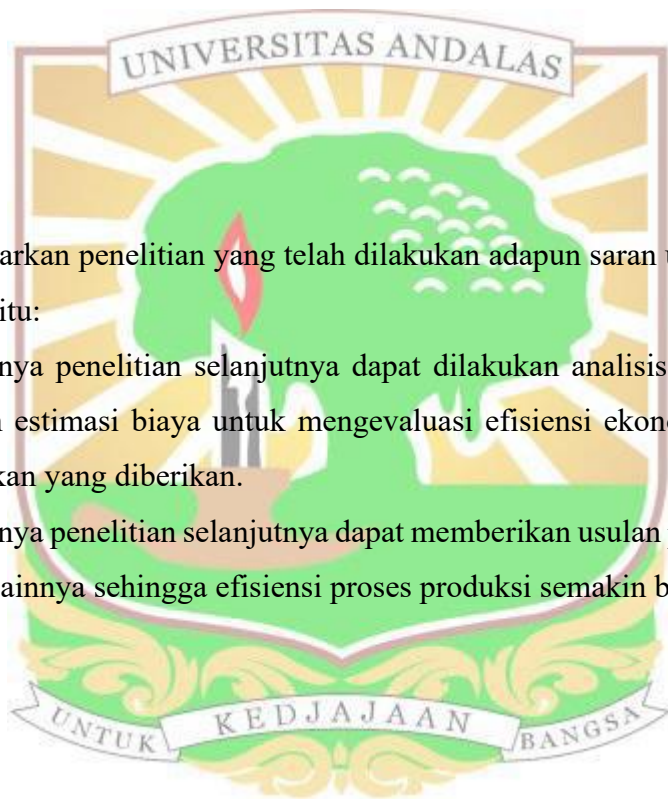 UNIVERSITAS ANDALAS
arkan penelitian yang telah dilakukan adapun saran u
itu:
nya penelitian selanjutnya dapat dilakukan analisis
estimasi biaya untuk mengevaluasi efisiensi ekono
kan yang diberikan.
nya penelitian selanjutnya dapat memberikan usulan
ainnya sehingga efisiensi proses produksi semakin b
UNTUK KEDJAJAAN BANGSA